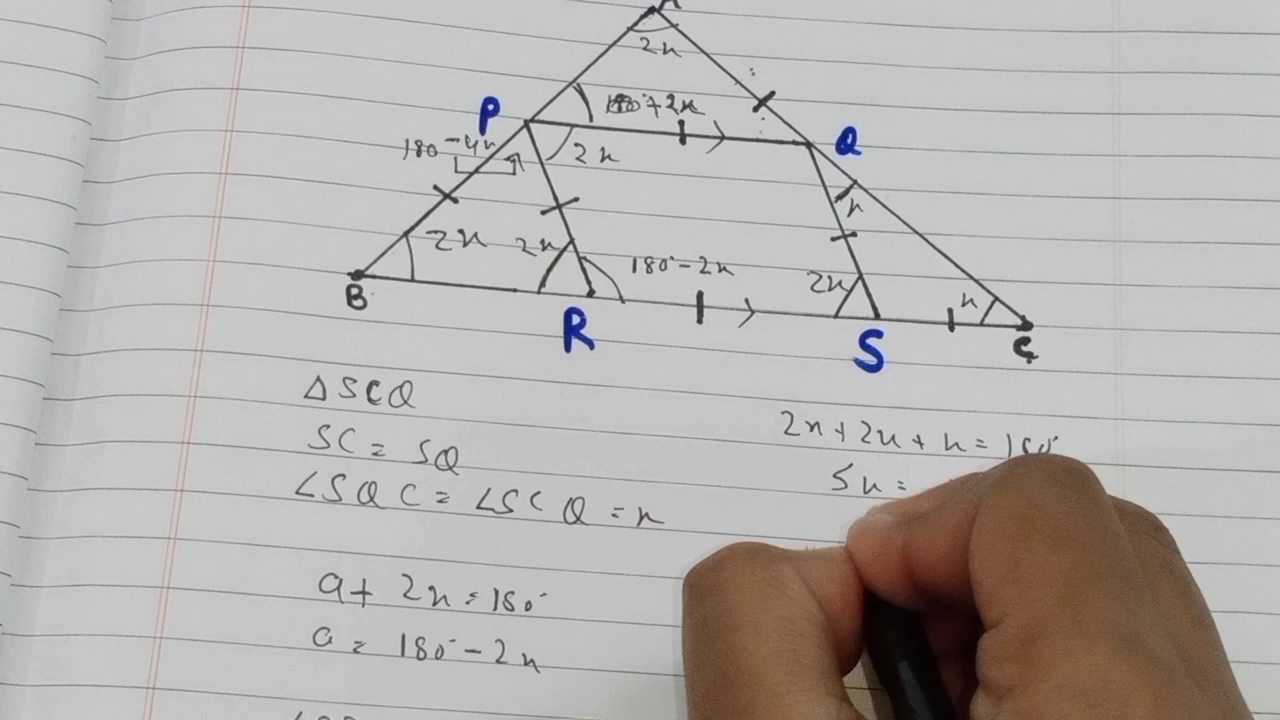 2x
180°+2x
P
Q
180-4x
2x
x
2x
2x
180°-2x
2x
x
B
R
S
C
ΔSCQ
SC = SQ
∠SQC = ∠SCQ = x
2x+2x+x=180°
5x=
a+ 2x=180°
a= 180°-2x